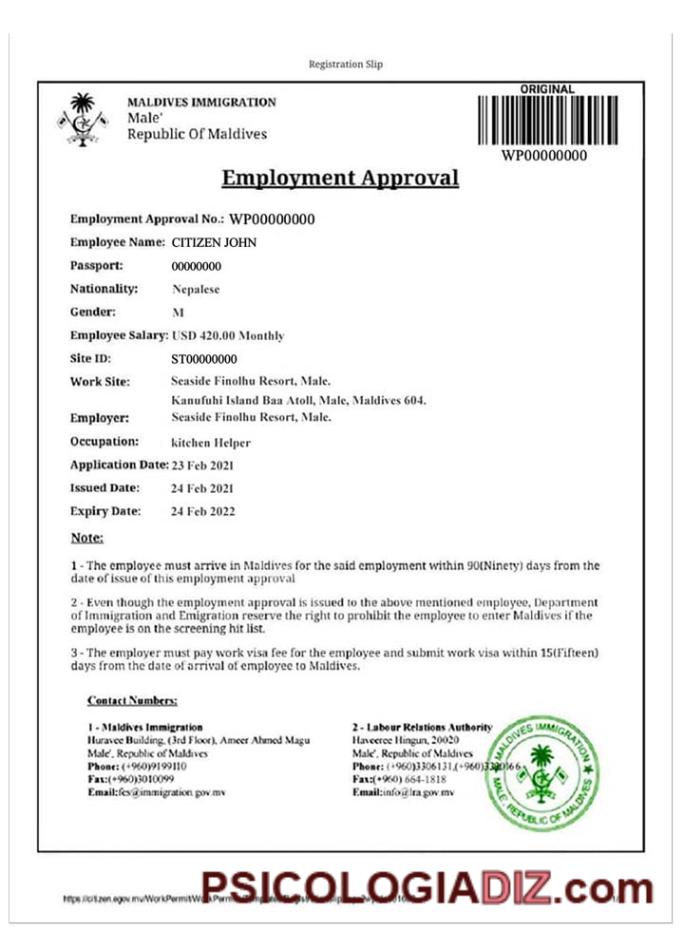 Registration Slip
MALDIVES IMMIGRATION
Male'
Republic Of Maldives
ORIGINAL
WP00000000
Employment Approval
Employment Approval No.: WP00000000
Employee Name: CITIZEN JOHN
Passport: 00000000
Nationality: Nepalese
Gender: M
Employee Salary: USD 420.00 Monthly
Site ID: ST00000000
Work Site: Seaside Finolhu Resort, Male.
Kanufuhi Island Baa Atoll, Male, Maldives 604.
Employer: Seaside Finolhu Resort, Male.
Occupation: kitchen Helper
Application Date: 23 Feb 2021
Issued Date: 24 Feb 2021
Expiry Date: 24 Feb 2022
Note:
1 - The employee must arrive in Maldives for the said employment within 90(Ninety) days from the
date of issue of this employment approval
2 - Even though the employment approval is issued to the above mentioned employee, Department
of Immigration and Emigration reserve the right to prohibit the employee to enter Maldives if the
employee is on the screening hit list.
3 - The employer must pay work visa fee for the employee and submit work visa within 15(Fifteen)
days from the date of arrival of employee to Maldives.
Contact Numbers:
1 - Maldives Immigration
Huravee Building, (3rd Floor), Ameer Ahmed Magu
Male', Republic of Maldives
Phone: (+960)9199110
Fax:(+960)3010099
Email:fes@immigration.gov.mv
2 - Labour Relations Authority
Haveeree Hingun, 20020
Male', Republic of Maldives
Phone: (+960)3306131,
Fax:(+960) 664-1818
Email:info@lra.gov.mv
MALDIVES IMMIGRATION
MALE', REPUBLIC OF MALDIVES
PSICOLOGIADIZ.com